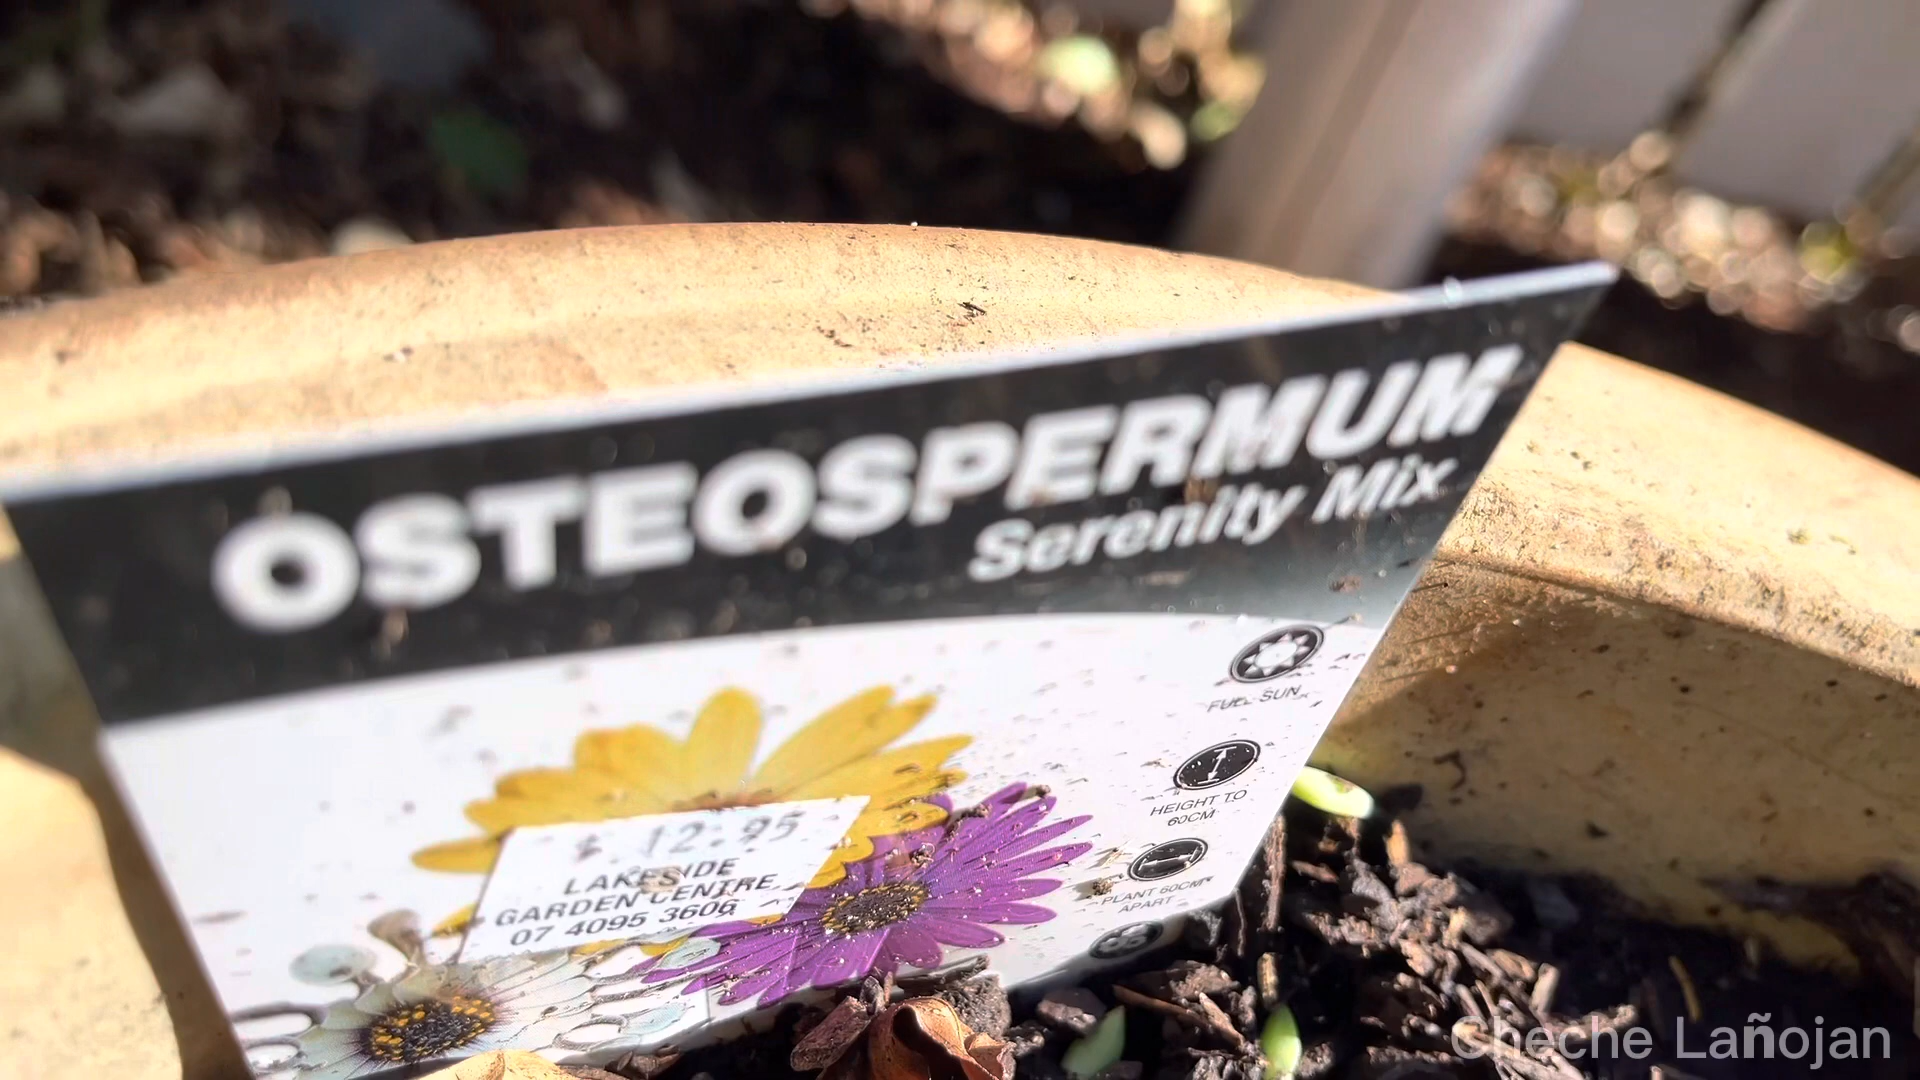 OSTEOSPERMUM
Serenity Mix
FULL SUN
HEIGHT TO
60CM
$ 12.95
LAKESIDE
GARDEN CENTRE
07 4095 3606
PLANT 60CM
APART
Cheche Lañojan